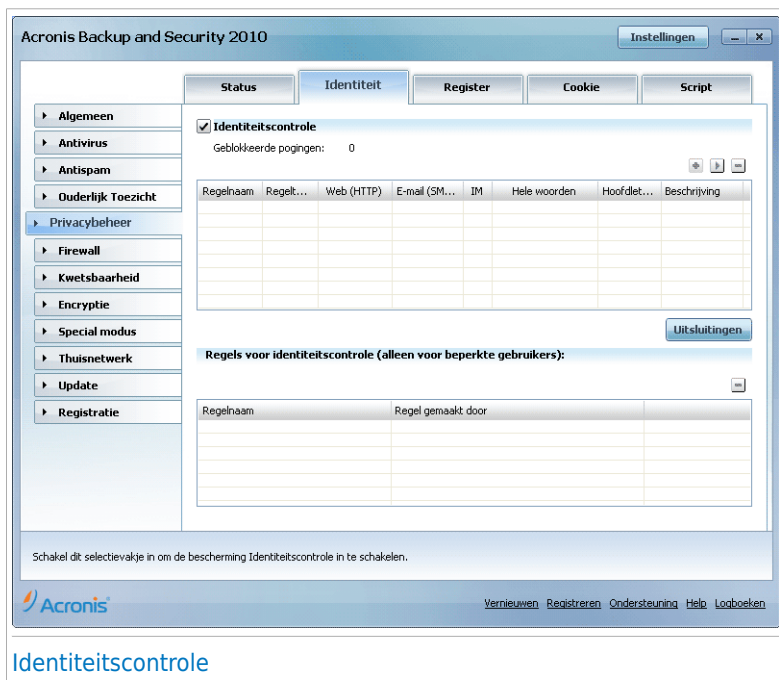 Acronis Backup and Security 2010
Instellingen
Status Identiteit Register Cookie Script
Algemeen
Antivirus
Antispam
Ouderlijk Toezicht
Privacybeheer
Firewall
Kwetsbaarheid
Encryptie
Special modus
Thuisnetwerk
Update
Registratie
Identiteitscontrole
Geblokkeerde pogingen: 0
Regelnaam Regelt... Web (HTTP) E-mail (SM... IM Hele woorden Hoofdlet... Beschrijving
Uitsluitingen
Regels voor identiteitscontrole (alleen voor beperkte gebruikers):
Regelnaam Regel gemaakt door
Schakel dit selectievakje in om de bescherming Identiteitscontrole in te schakelen.
Acronis
Vernieuwen Registreren Ondersteuning Help Logboeken
Identiteitscontrole